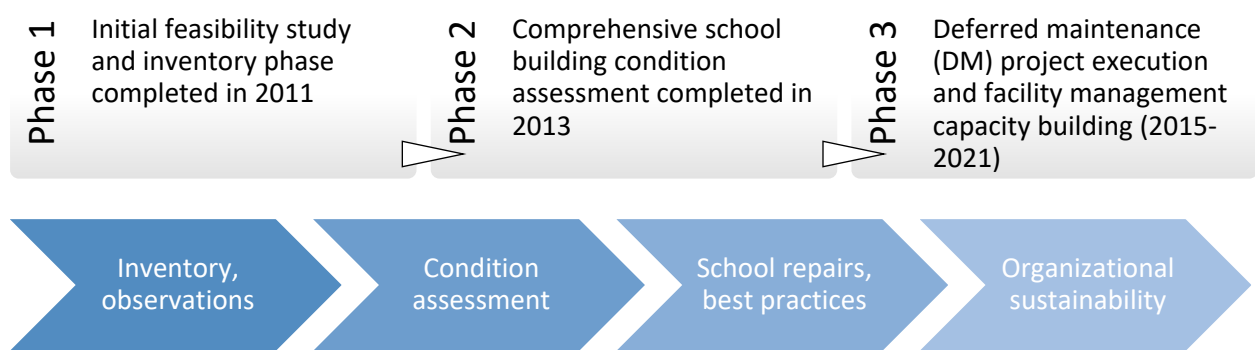 Phase 1
Initial feasibility study
and inventory phase
completed in 2011
Phase 2
Comprehensive school
building condition
assessment completed in
2013
Phase 3
Deferred maintenance
(DM) project execution
and facility management
capacity building (2015-
2021)
Inventory,
observations
Condition
assessment
School repairs,
best practices
Organizational
sustainability